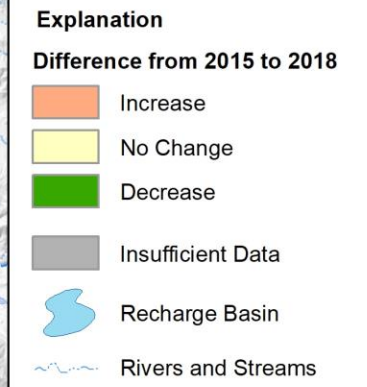 Explanation
Difference from 2015 to 2018
Increase
No Change
Decrease
Insufficient Data
Recharge Basin
Rivers and Streams